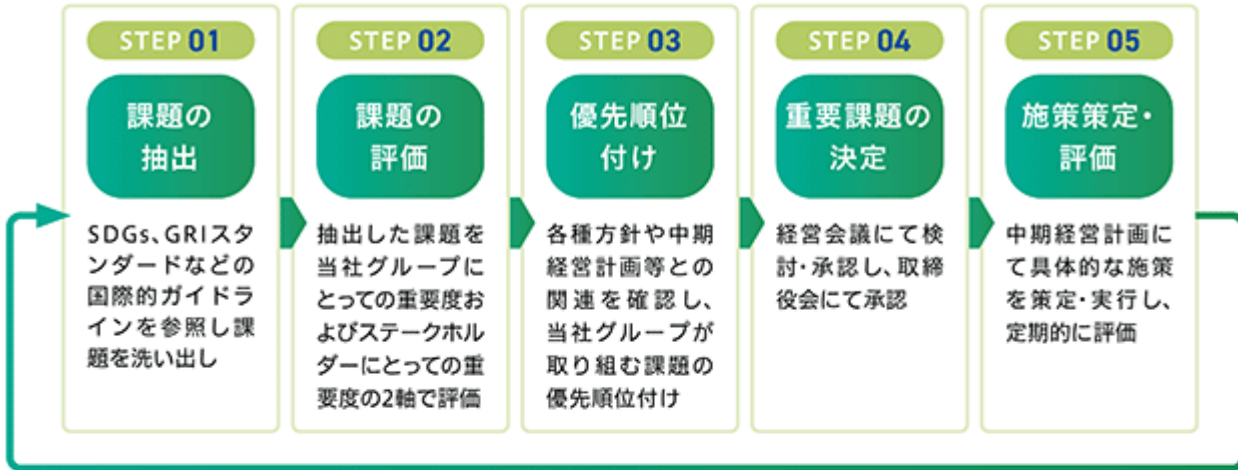 STEP 01
課題の
抽出
SDGs、GRIスタ
ンダードなどの
国際的ガイドラ
インを参照し課
題を洗い出し
STEP 02
課題の
評価
抽出した課題を
当社グループに
とっての重要度お
よびステークホル
ダーにとっての重
要度の2軸で評価
STEP 03
優先順位
付け
各種方針や中期
経営計画等との
関連を確認し、
当社グループが
取り組む課題の
優先順位付け
STEP 04
重要課題の
決定
経営会議にて検
討・承認し、取締
役会にて承認
STEP 05
施策策定・
評価
中期経営計画に
て具体的な施策
を策定・実行し、
定期的に評価